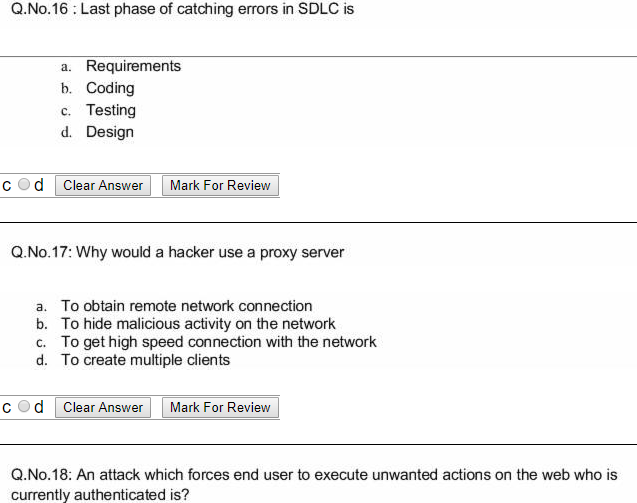 Q.No.16 : Last phase of catching errors in SDLC is
a. Requirements
b. Coding
c. Testing
d. Design
c d Clear Answer Mark For Review
Q.No.17: Why would a hacker use a proxy server
a. To obtain remote network connection
b. To hide malicious activity on the network
c. To get high speed connection with the network
d. To create multiple clients
c d Clear Answer Mark For Review
Q.No.18: An attack which forces end user to execute unwanted actions on the web who is
currently authenticated is?